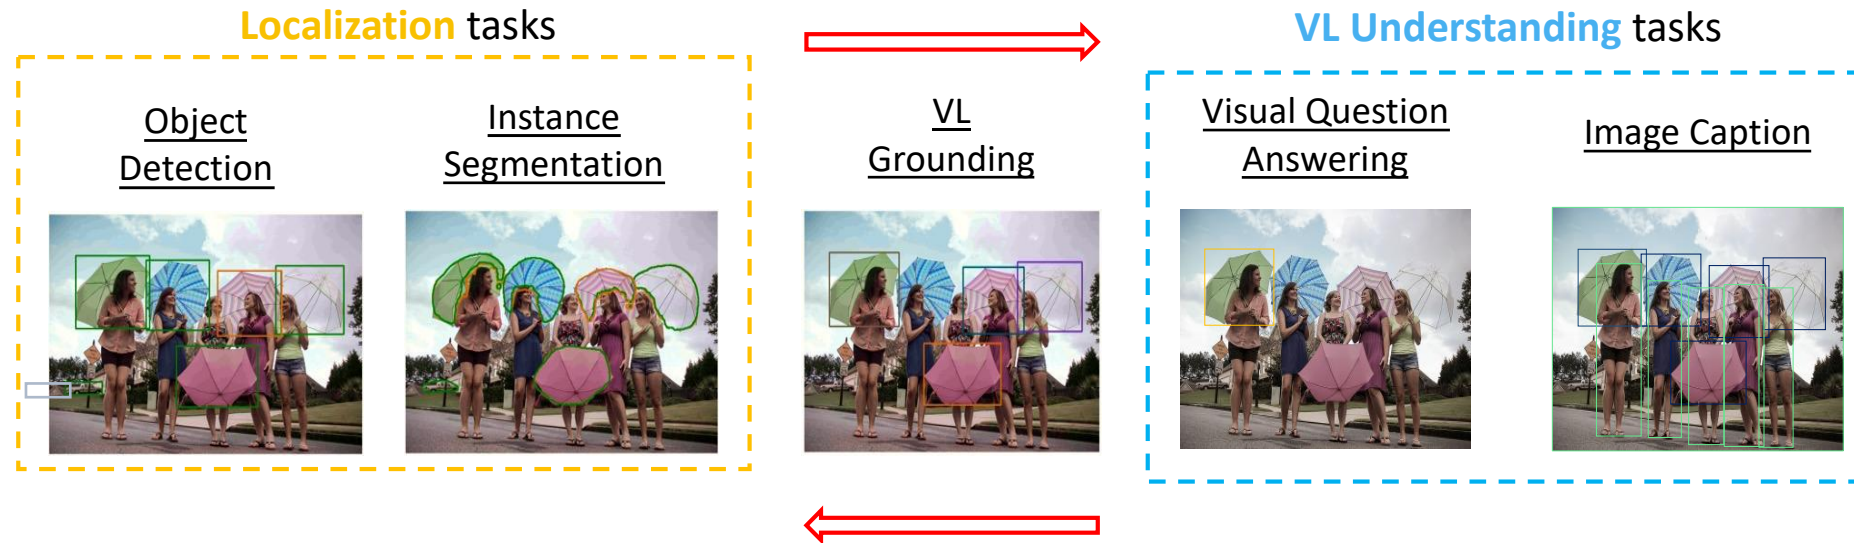 Localization tasks
VL Understanding tasks
Object
Detection
Instance
Segmentation
VL
Grounding
Visual Question
Answering
Image Caption